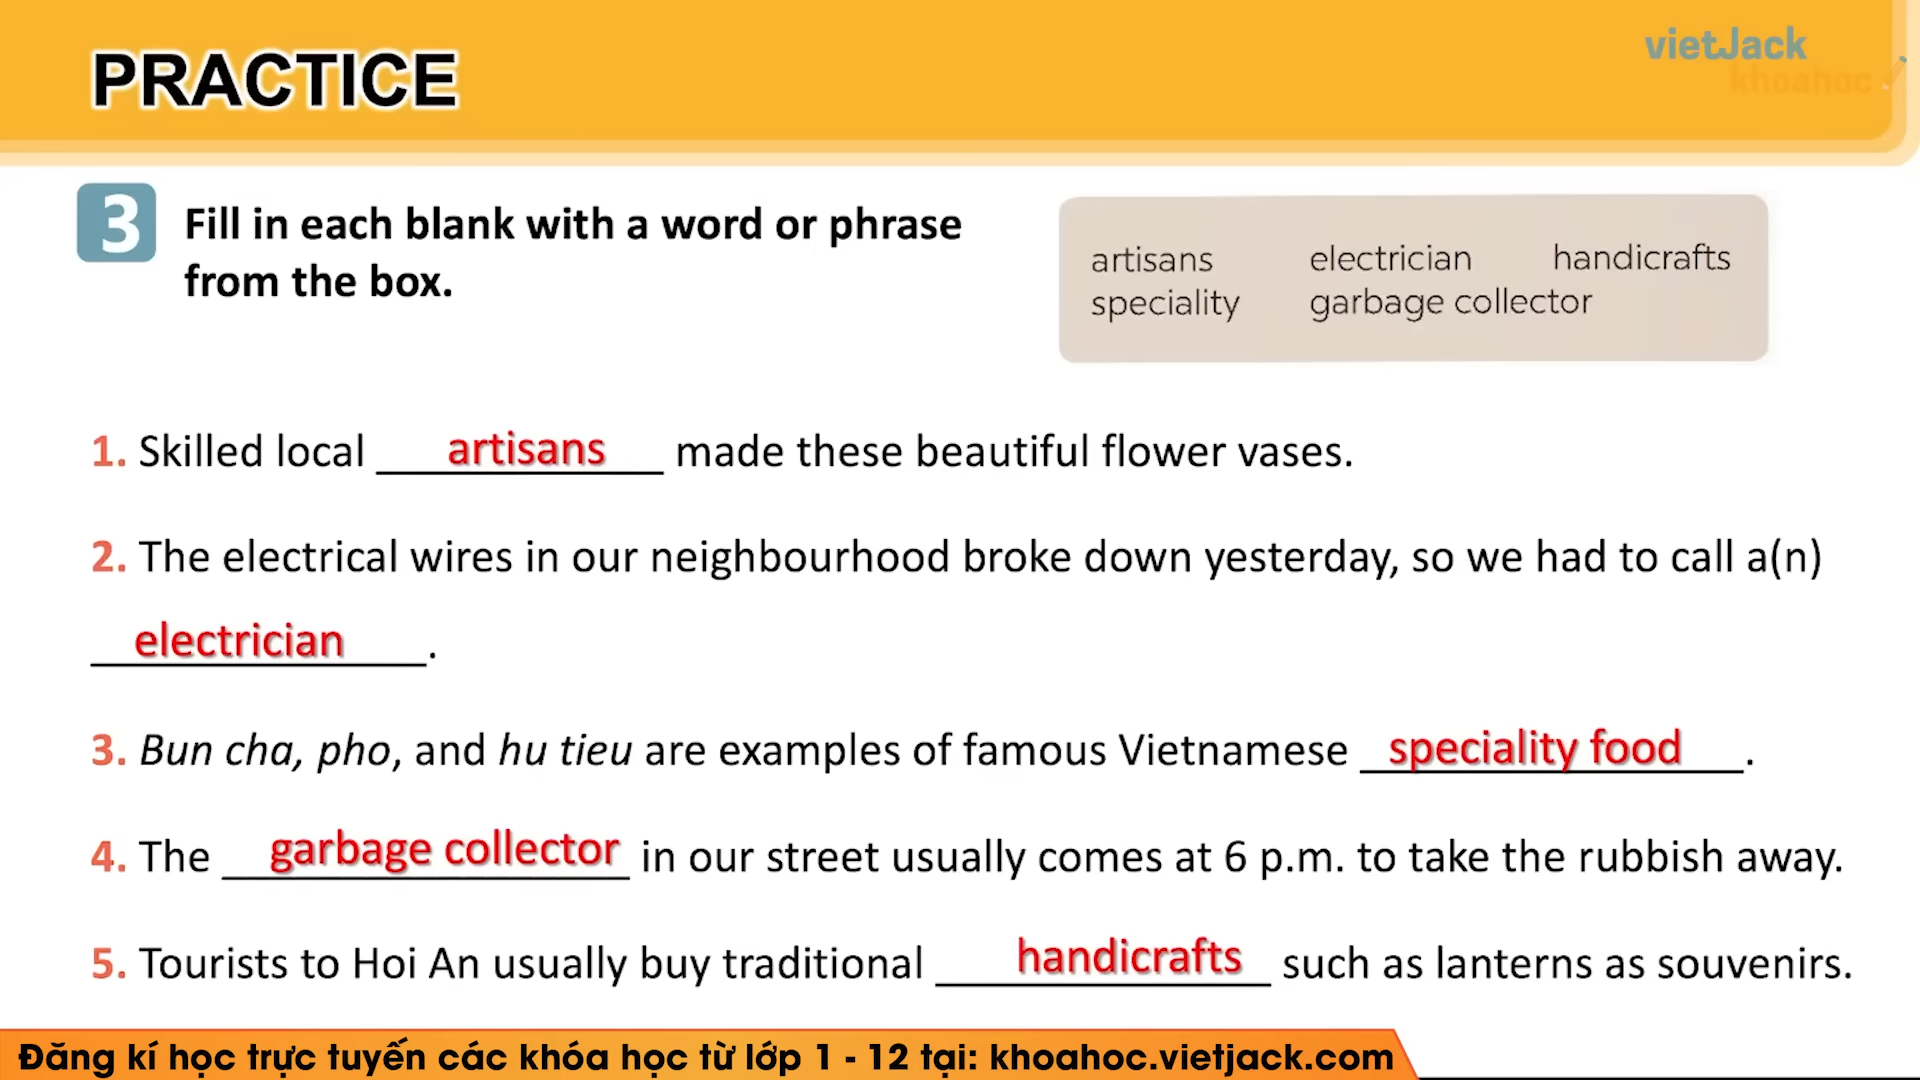 PRACTICE
vietJack
khoahoc
3 Fill in each blank with a word or phrase
from the box.
artisans electrician handicrafts
speciality garbage collector
1. Skilled local artisans made these beautiful flower vases.
2. The electrical wires in our neighbourhood broke down yesterday, so we had to call a(n)
electrician.
3. Bun cha, pho, and hu tieu are examples of famous Vietnamese speciality food.
4. The garbage collector in our street usually comes at 6 p.m. to take the rubbish away.
5. Tourists to Hoi An usually buy traditional handicrafts such as lanterns as souvenirs.
Đăng kí học trực tuyến các khóa học từ lớp 1 - 12 tại: khoahoc.vietjack.com